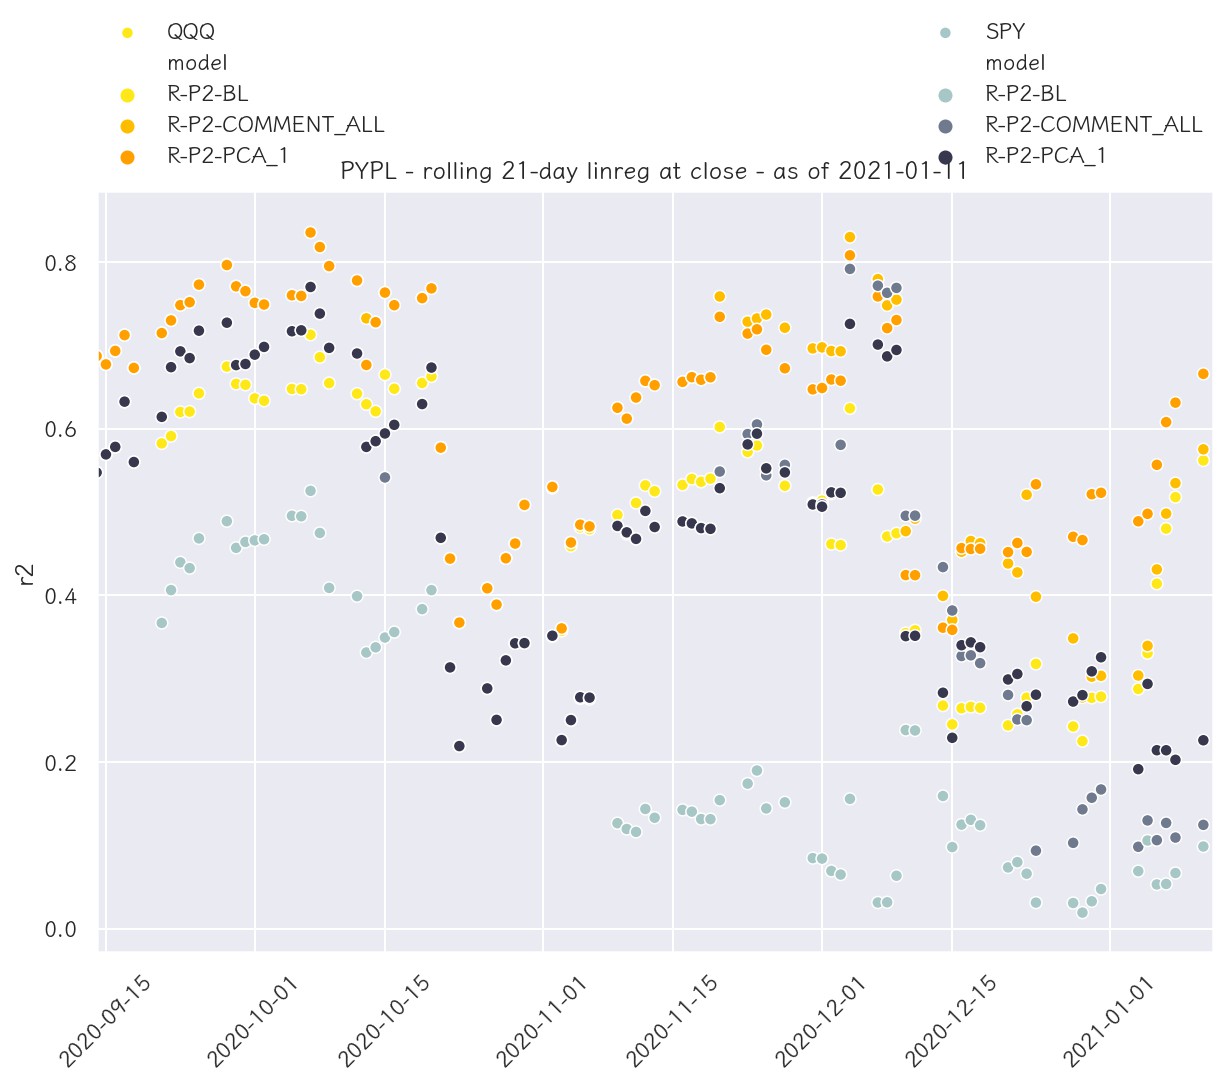 QQQ
model
R-P2-BL
R-P2-COMMENT_ALL
R-P2-PCA_1
SPY
model
R-P2-BL
R-P2-COMMENT_ALL
R-P2-PCA_1
PYPL - rolling 21-day linreg at close - as of 2021-01-11
r2
0.8
0.6
0.4
0.2
0.0
2020-09-15
2020-10-01
2020-10-15
2020-11-01
2020-11-15
2020-12-01
2020-12-15
2021-01-01